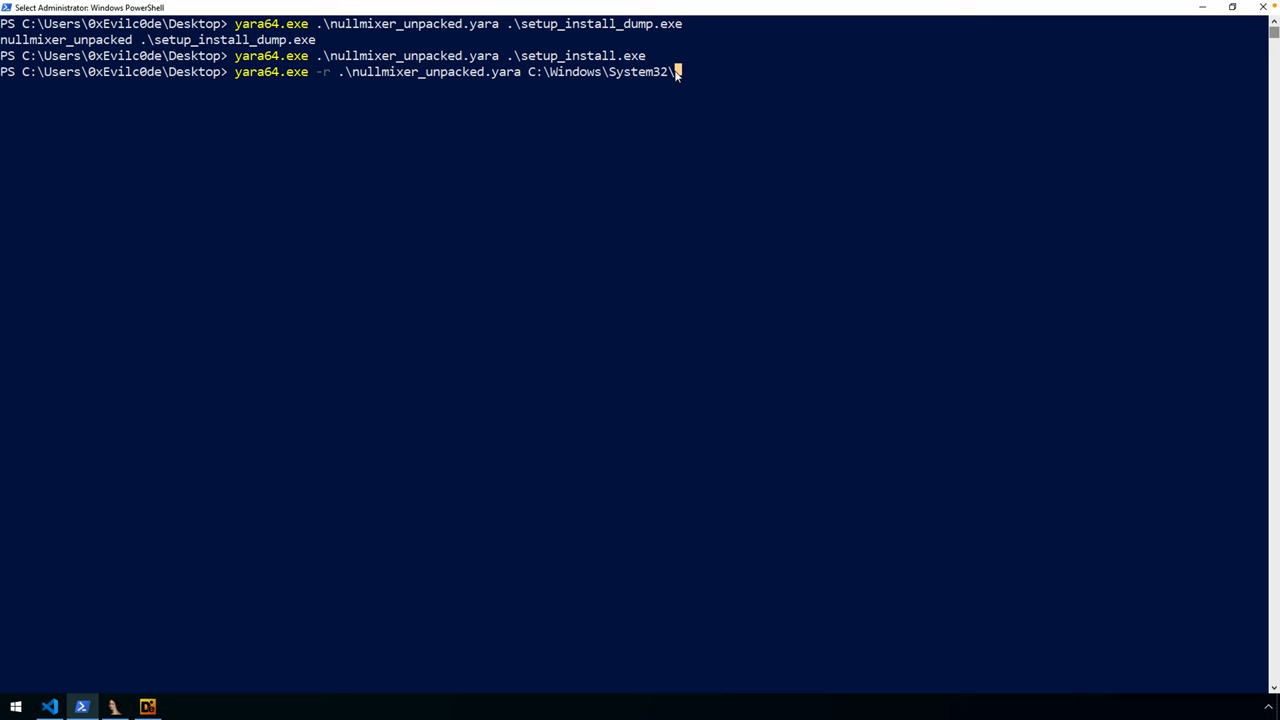 Select Administrator: Windows PowerShell
PS C:\Users\0xEvilc0de\Desktop> yara64.exe .\nullmixer_unpacked.yara .\setup_install_dump.exe
nullmixer_unpacked .\setup_install_dump.exe
PS C:\Users\0xEvilc0de\Desktop> yara64.exe .\nullmixer_unpacked.yara .\setup_install.exe
PS C:\Users\0xEvilc0de\Desktop> yara64.exe -r .\nullmixer_unpacked.yara C:\Windows\System32\